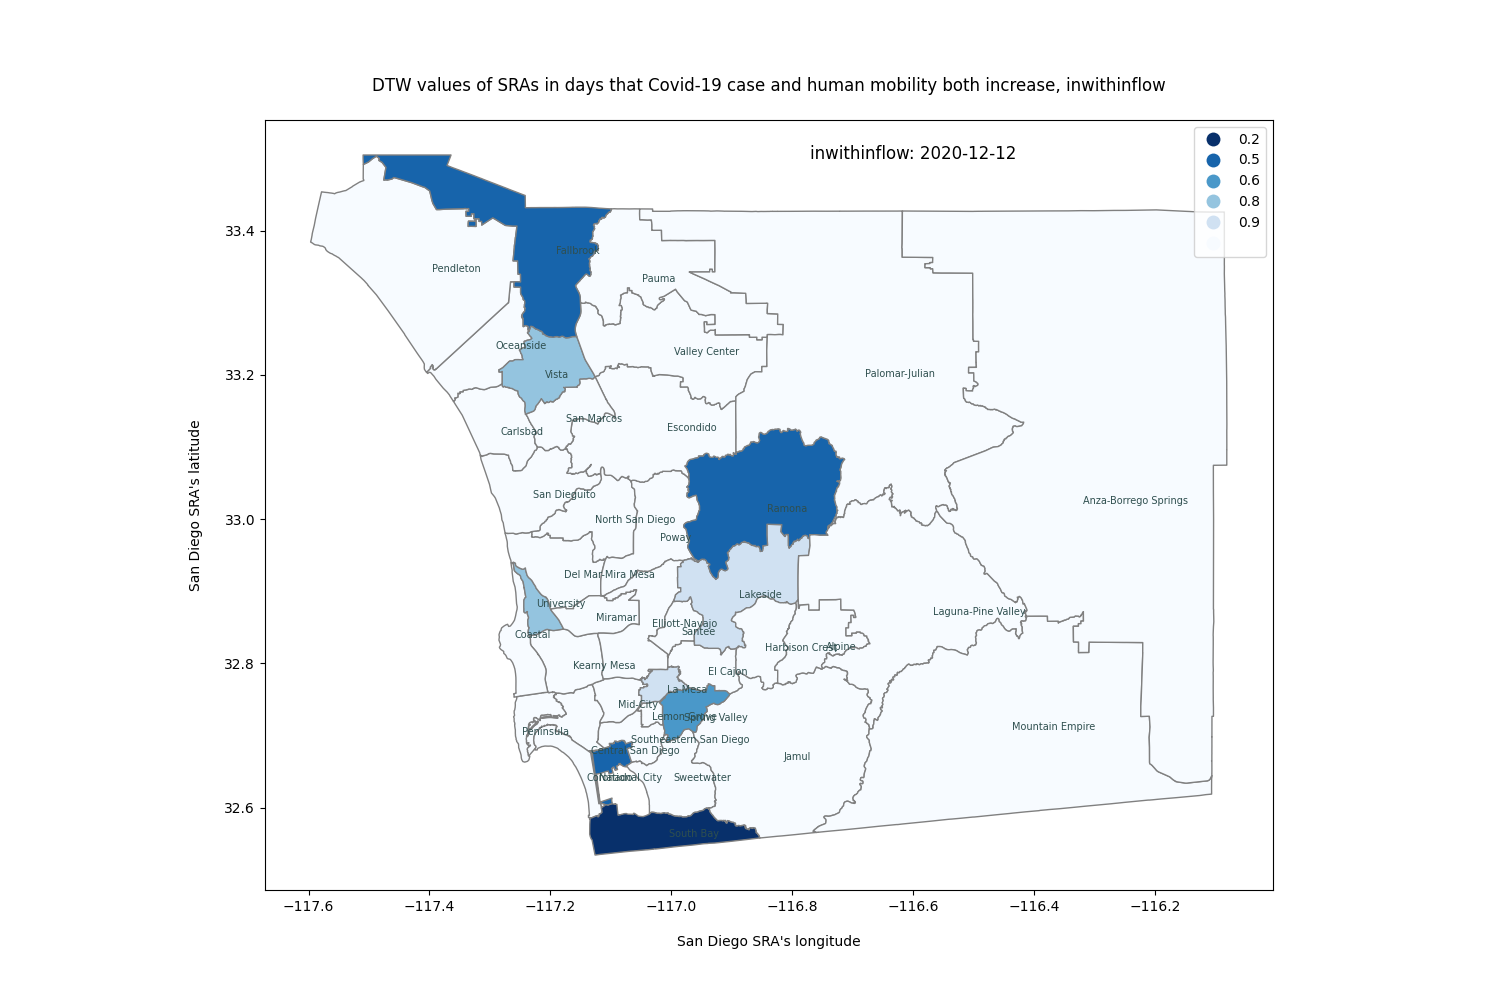 DTW values of SRAs in days that Covid-19 case and human mobility both increase, inwithinflow
inwithinflow: 2020-12-12
0.2
0.5
0.6
0.8
0.9
33.4
33.2
33.0
32.8
32.6
San Diego SRA's latitude
Fallbrook
Pendleton
Pauma
Oceanside
Valley Center
Vista
Palomar-Julian
San Marcos
Carlsbad
Escondido
San Dieguito
Anza-Borrego Springs
Ramona
North San Diego
Poway
Del Mar-Mira Mesa
Lakeside
University
Laguna-Pine Valley
Miramar
Elliott-Navajo
Santee
Coastal
Harbison Crest
Alpine
Kearny Mesa
El Cajon
La Mesa
Mid-City
Lemon Grove
Spring Valley
Mountain Empire
Peninsula
Southeastern San Diego
Central San Diego
Jamul
Coronado
National City
Sweetwater
South Bay
−117.6
−117.4
−117.2
−117.0
−116.8
−116.6
−116.4
−116.2
San Diego SRA's longitude